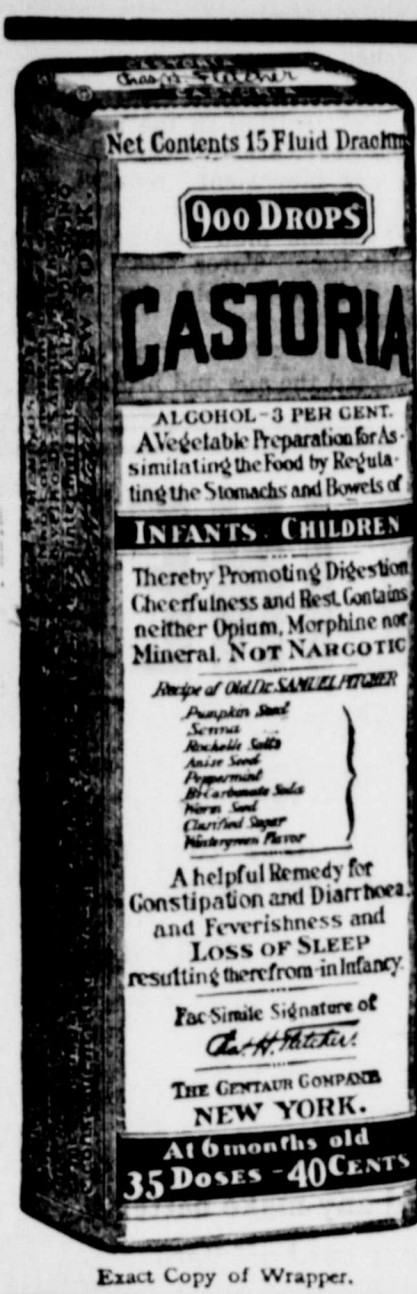 CASTORIA
Chas H. Fletcher
CASTORIA
Net Contents 15 Fluid Drachms
900 DROPS
CASTORIA
ALCOHOL - 3 PER CENT.
A Vegetable Preparation for As-
similating the Food by Regula-
ting the Stomachs and Bowels of
INFANTS CHILDREN
Thereby Promoting Digestion
Cheerfulness and Rest. Contains
neither Opium, Morphine nor
Mineral. NOT NARCOTIC
Recipe of Old Dr. SAMUEL PITCHER
Pumpkin Seed
Senna
Rochelle Salts
Anise Seed
Peppermint
Bi-Carbonate Soda
Worm Seed
Clarified Sugar
Wintergreen Flavor
A helpful Remedy for
Constipation and Diarrhoea.
and Feverishness and
LOSS OF SLEEP
resulting therefrom in Infancy.
Fac Simile Signature of
Chas H. Fletcher.
THE CENTAUR COMPANY
NEW YORK.
At 6 months old
35 DOSES - 40 CENTS
NEW YORK.
Exact Copy of Wrapper.